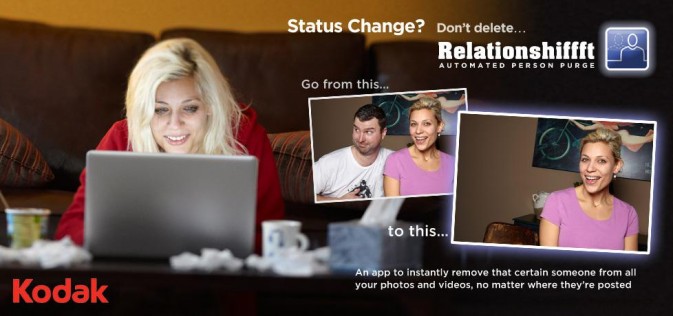 Status Change? Don't delete...
Relationshiffft
AUTOMATED PERSON PURGE
Go from this...
to this...
An app to instantly remove that certain someone from all
your photos and videos, no matter where they're posted
Kodak